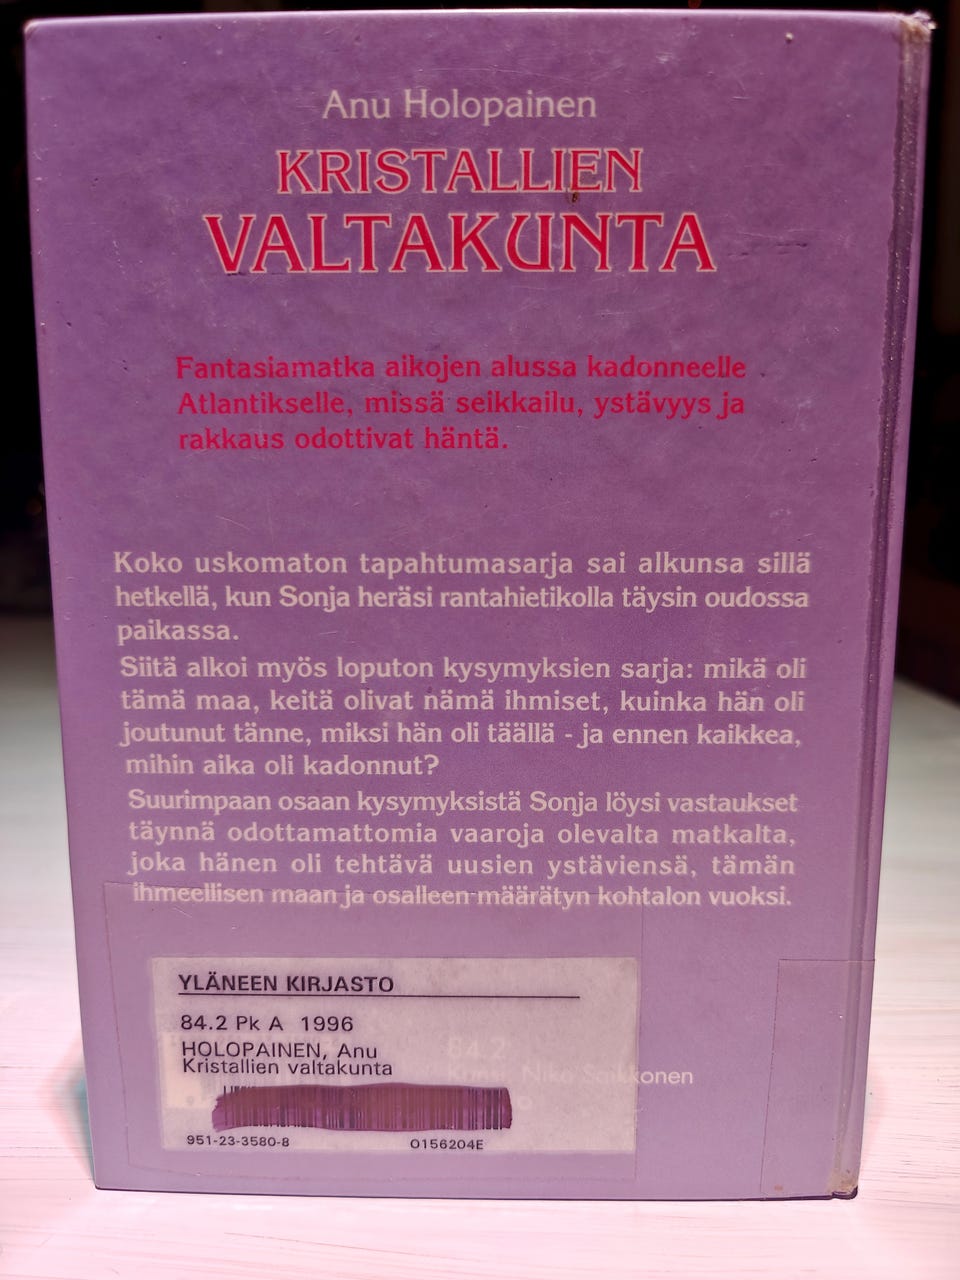 Anu Holopainen
KRISTALLIEN
VALTAKUNTA
Fantasiamatka aikojen alussa kadonneelle
Atlantikselle, missä seikkailu, ystävyys ja
rakkaus odottivat häntä.
Koko uskomaton tapahtumasarja sai alkunsa sillä
hetkellä, kun Sonja heräsi rantahietikolla täysin oudossa
paikassa.
Siitä alkoi myös loputon kysymyksien sarja: mikä oli
tämä maa, keitä olivat nämä ihmiset, kuinka hän oli
joutunut tänne, miksi hän oli täällä - ja ennen kaikkea,
mihin aika oli kadonnut?
Suurimpaan osaan kysymyksistä Sonja löysi vastaukset
täynnä odottamattomia vaaroja olevalta matkalta,
joka hänen oli tehtävä uusien ystäviensä, tämän
ihmeellisen maan ja osalleen määrätyn kohtalon vuoksi.
YLÄNEEN KIRJASTO
84.2 Pk A 1996
HOLOPAINEN, Anu
Kristallien valtakunta
84.2
Kansi Niko Saikkonen
951-23-3580-8 0156204E